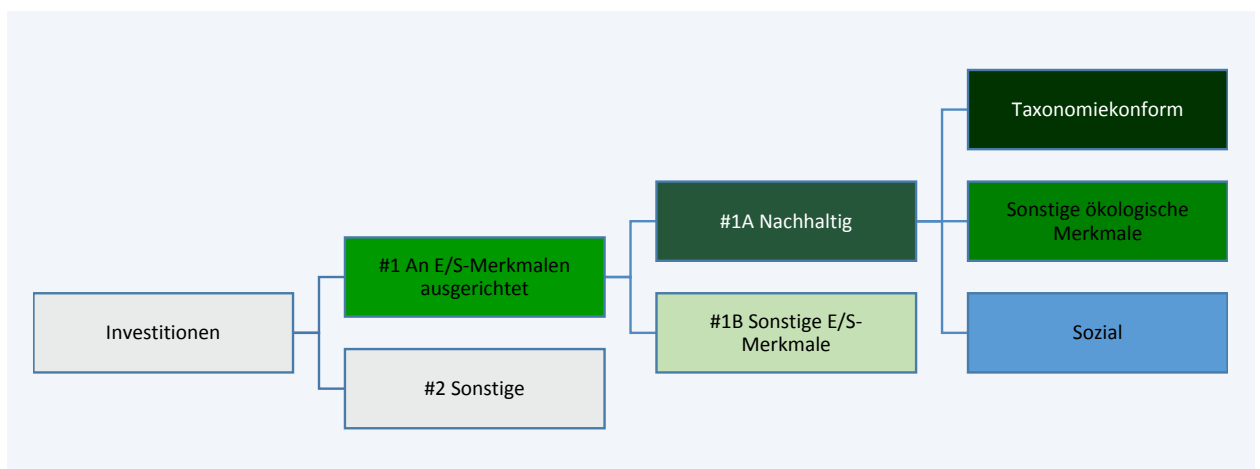 Investitionen
#1 An E/S-Merkmalen
ausgerichtet
#2 Sonstige
#1A Nachhaltig
#1B Sonstige E/S-
Merkmale
Taxonomiekonform
Sonstige ökologische
Merkmale
Sozial